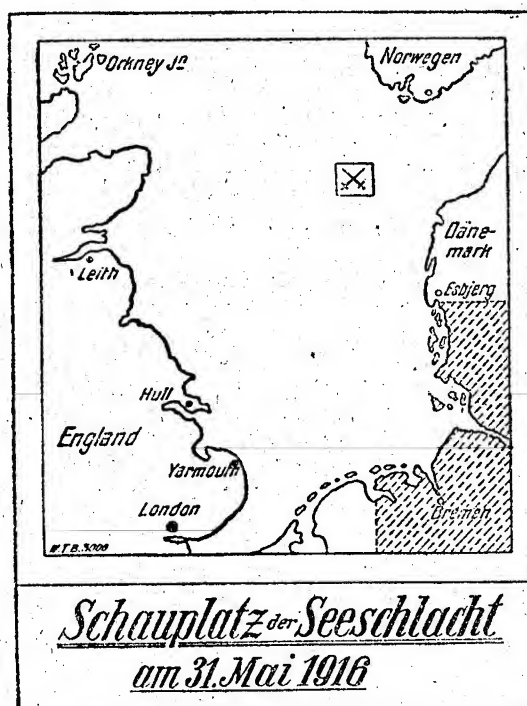 Orkney Jn
Norwegen
Däne-
mark
Leith
Esbjerg
Hull
England
Yarmouth
London
Bremen
W.T.B. 5006
Schauplatz der Seeschlacht
am 31. Mai 1916